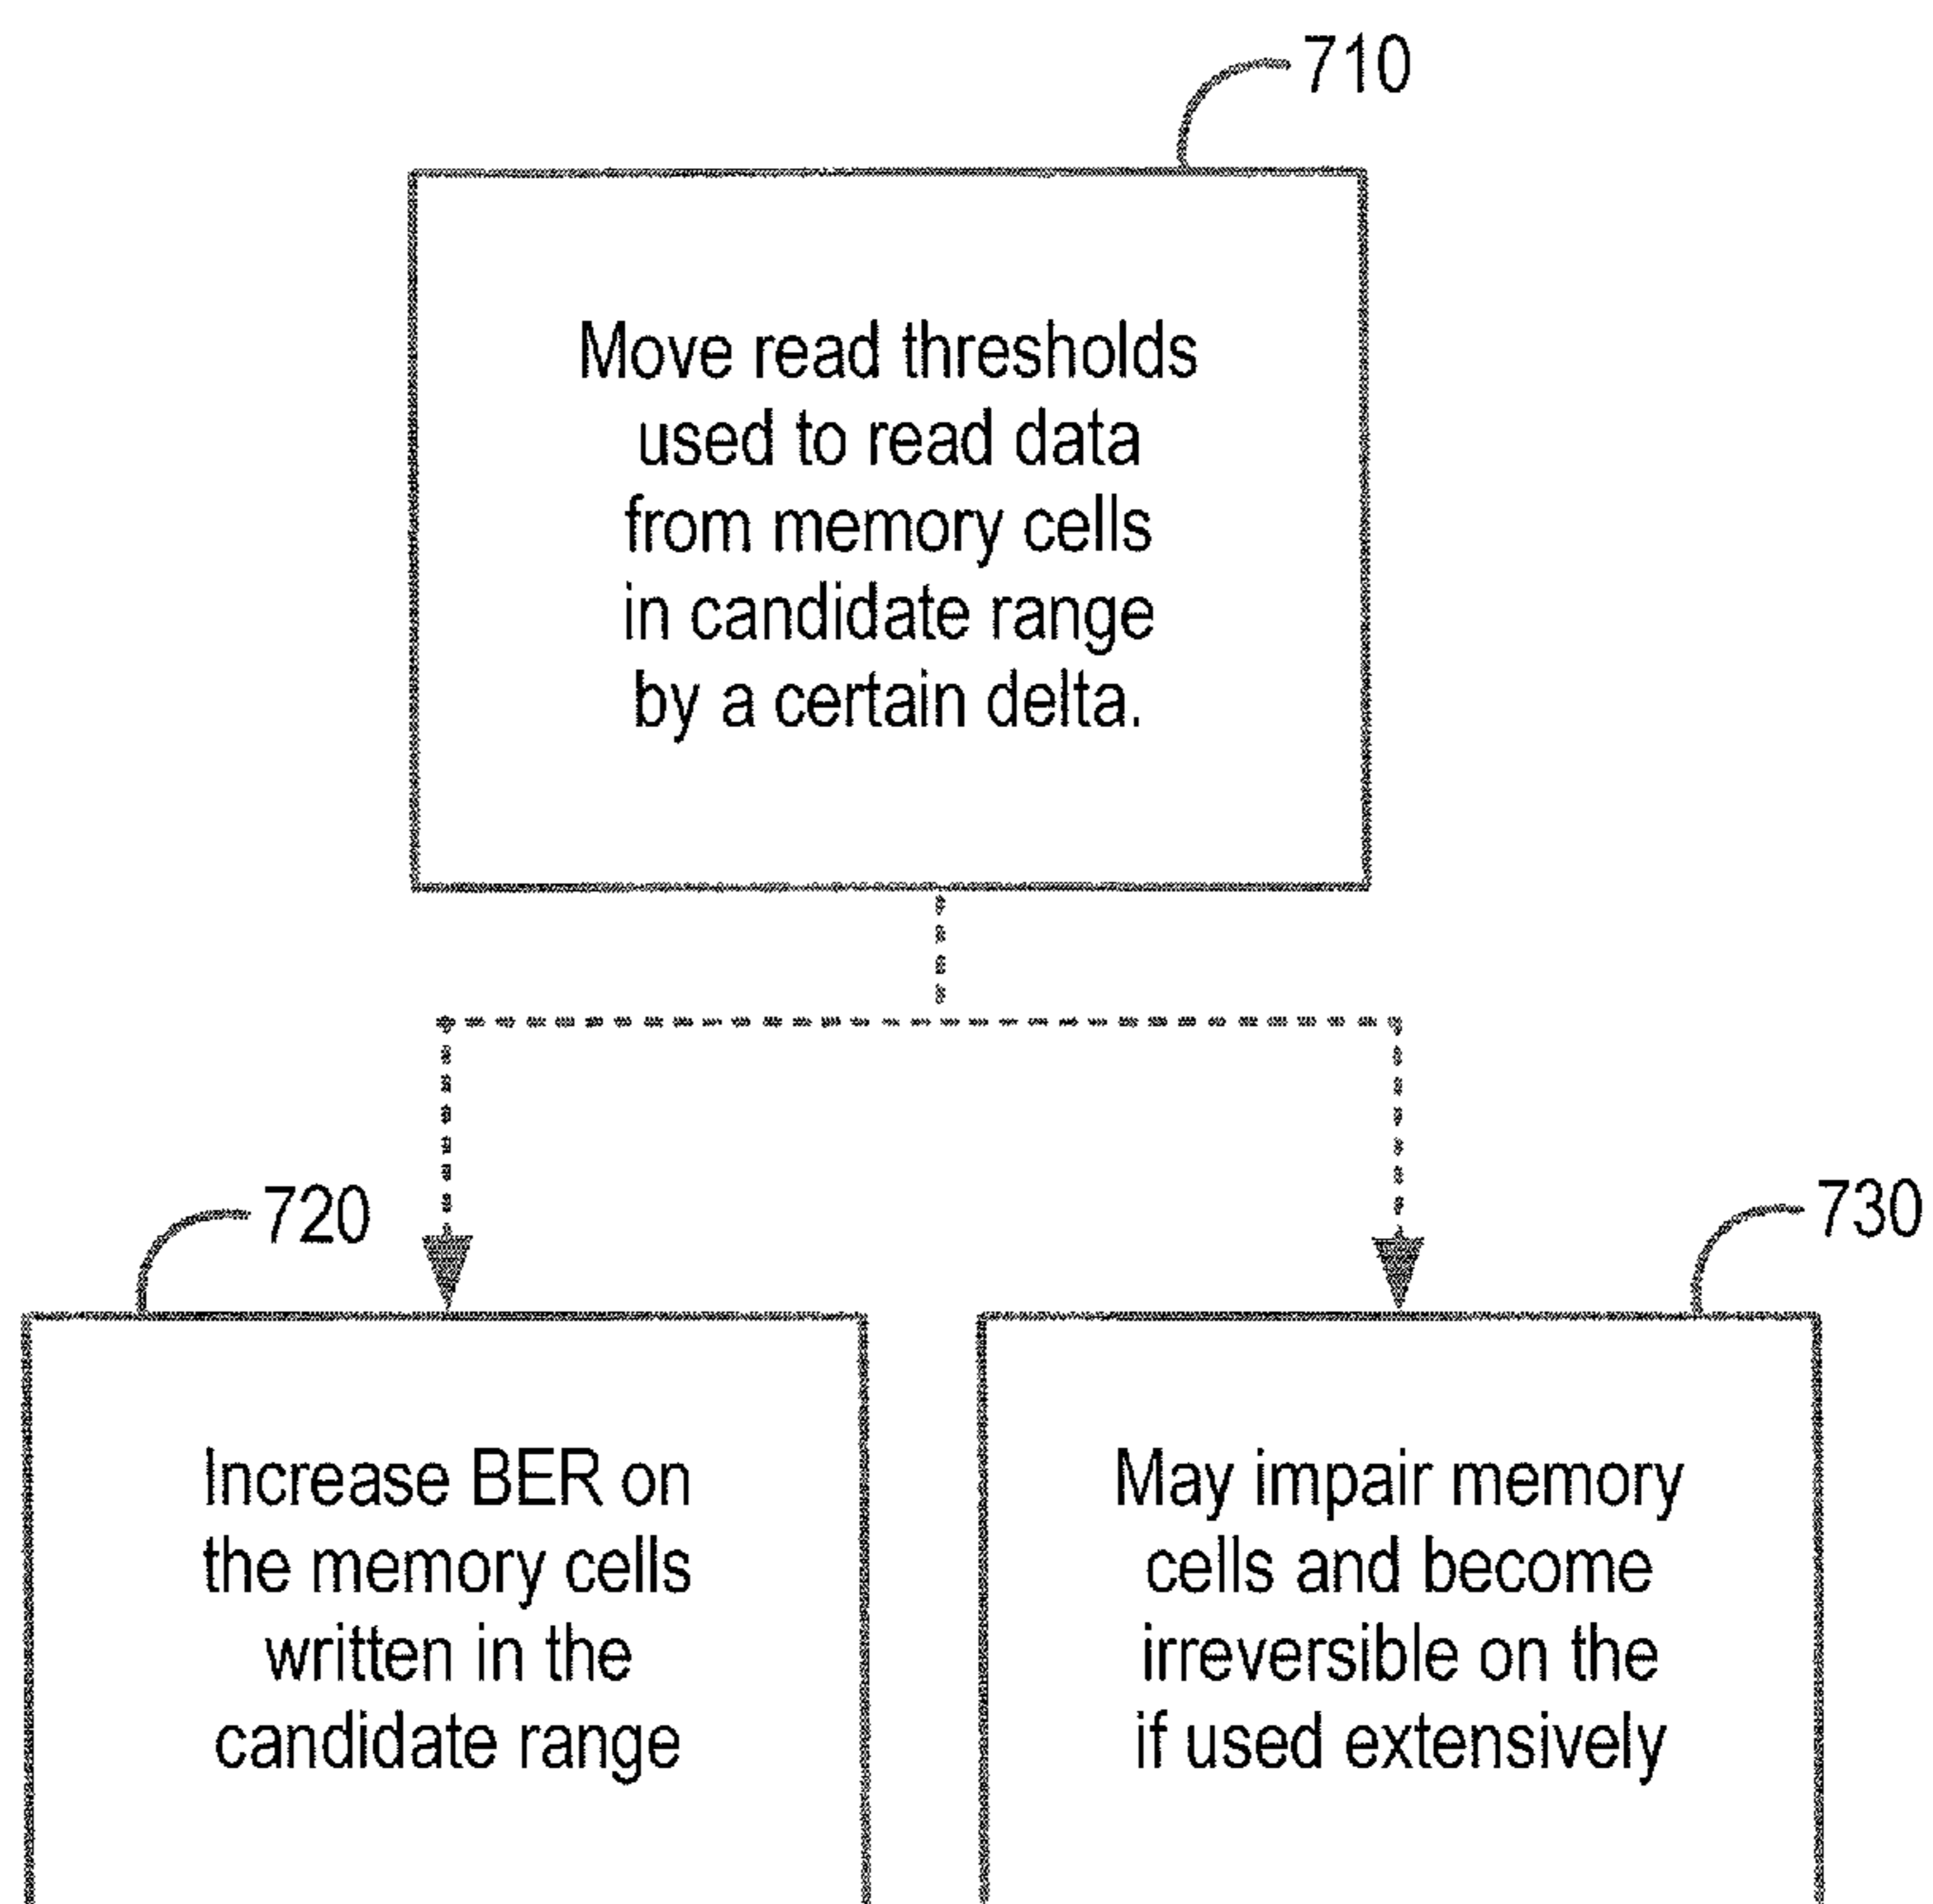 710
Move read thresholds
used to read data
from memory cells
in candidate range
by a certain delta.
720
Increase BER on
the memory cells
written in the
candidate range
730
May impair memory
cells and become
irreversible on the
if used extensively